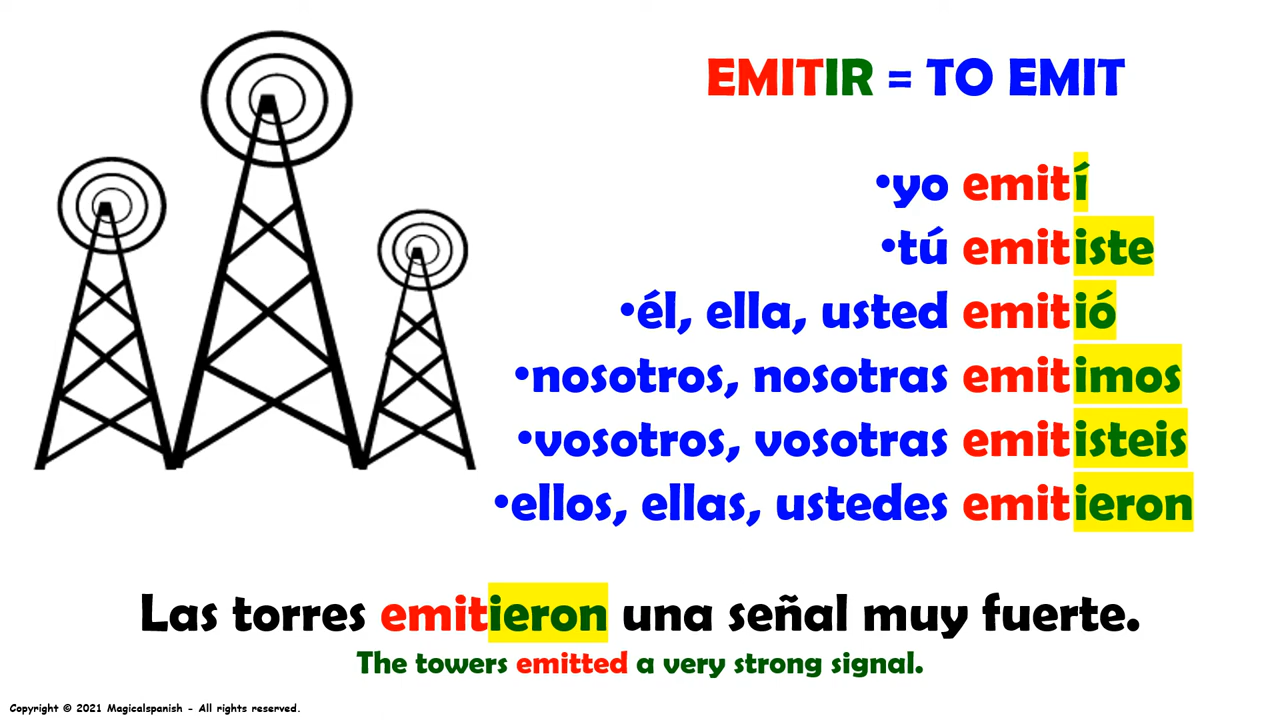 EMITIR = TO EMIT
•yo emití
•tú emitiste
•él, ella, usted emitió
•nosotros, nosotras emitimos
•vosotros, vosotras emitisteis
•ellos, ellas, ustedes emitieron
Las torres emitieron una señal muy fuerte.
The towers emitted a very strong signal.
Copyright © 2021 Magicalspanish - All rights reserved.